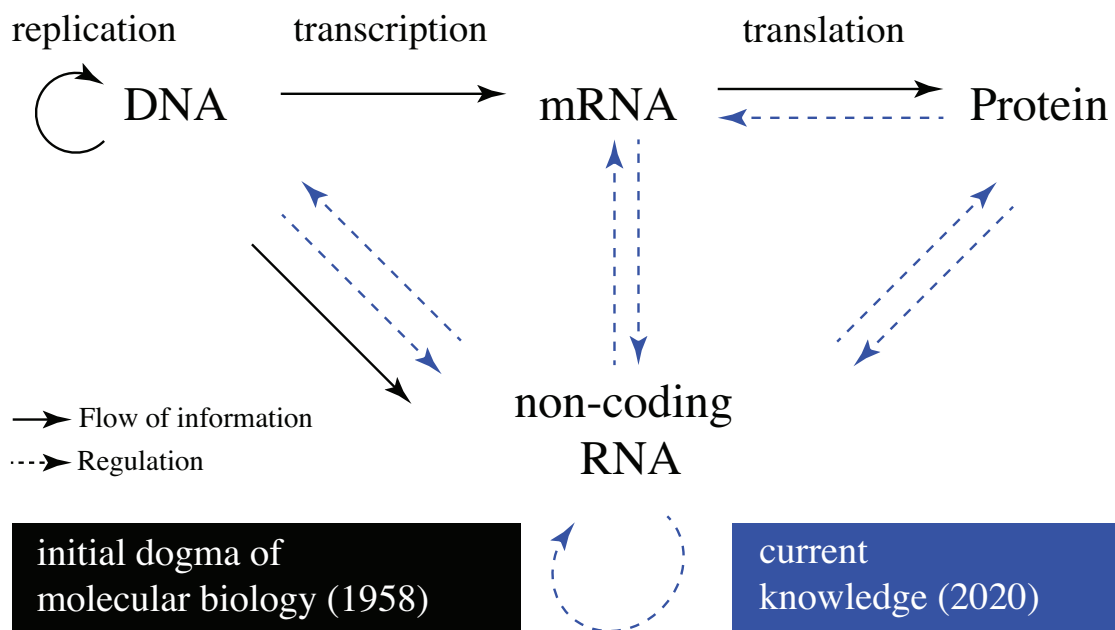 replication
transcription
translation
DNA
mRNA
Protein
non-coding
RNA
Flow of information
Regulation
initial dogma of
molecular biology (1958)
current
knowledge (2020)